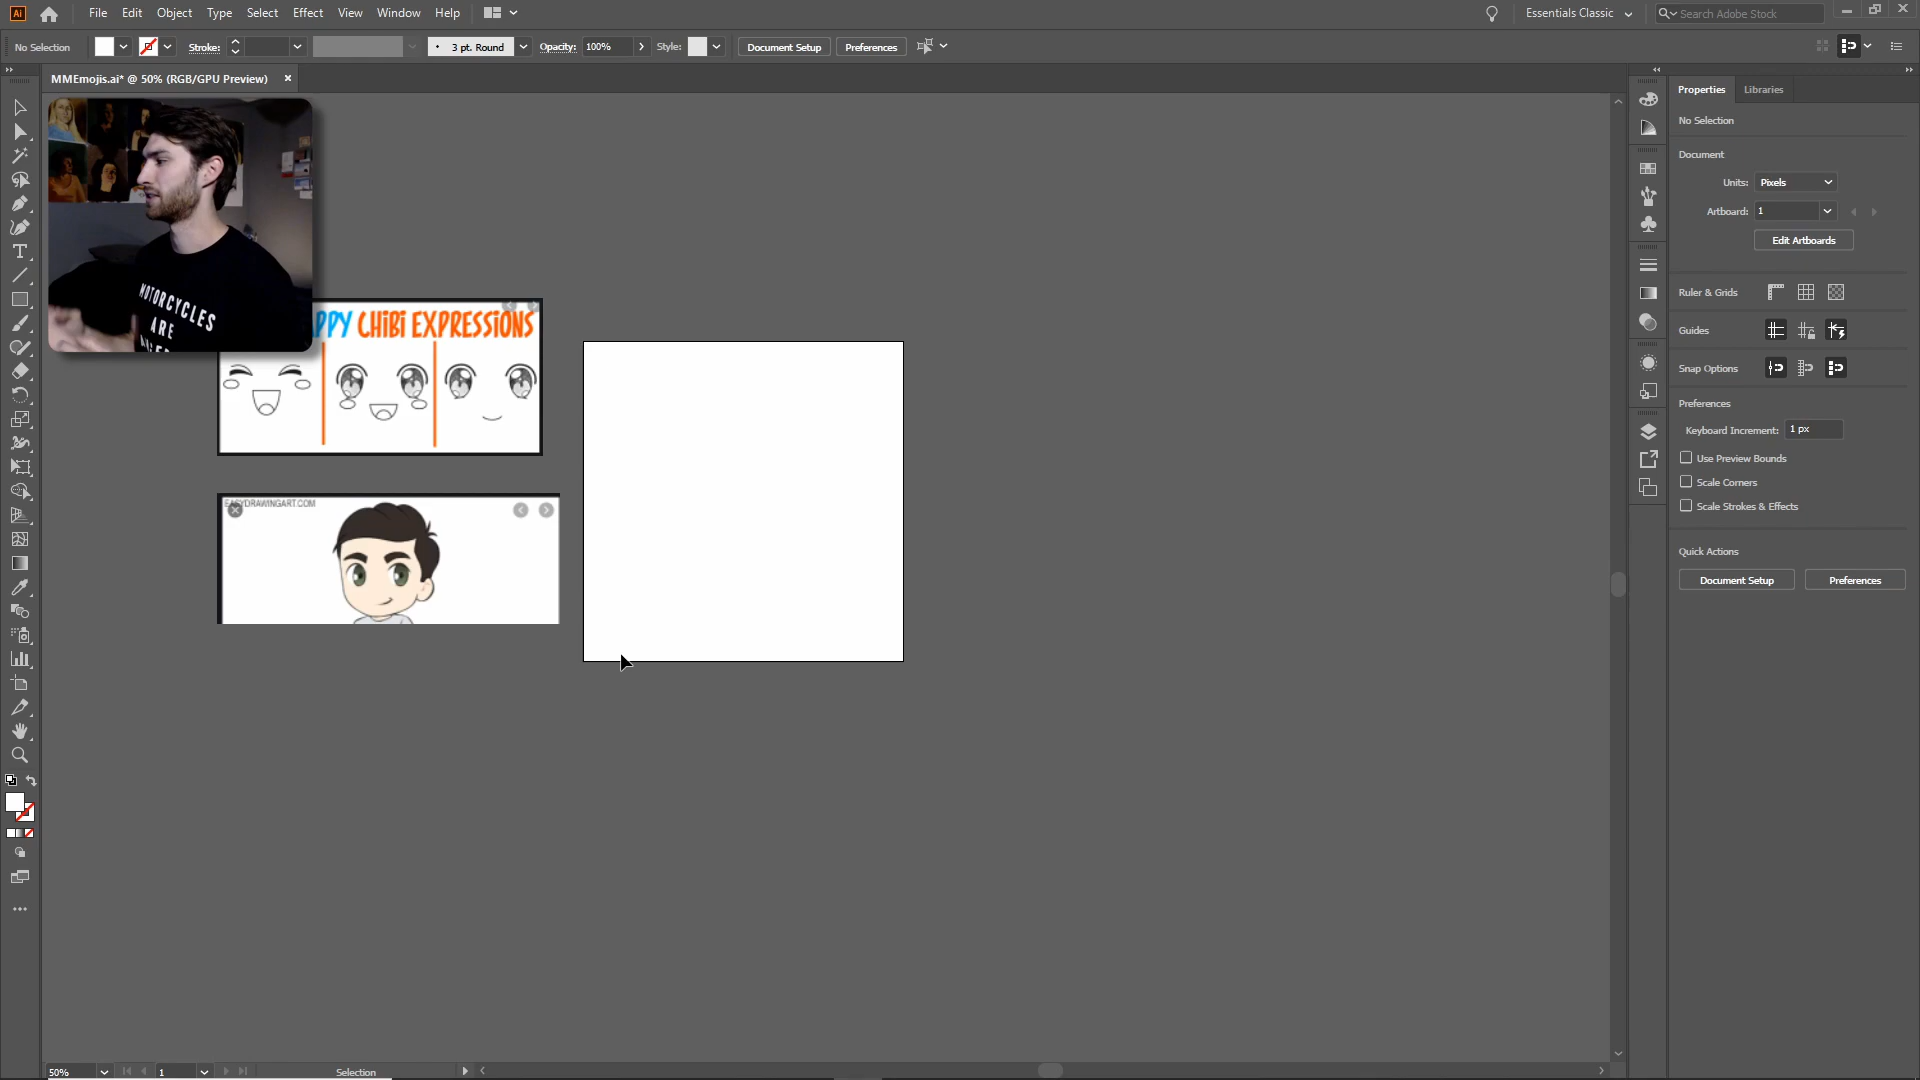 Ai File Edit Object Type Select Effect View Window Help Essentials Classic Search Adobe Stock
No Selection Stroke: 3 pt. Round Opacity: 100% Style: Document Setup Preferences
MMEmojis.ai* @ 50% (RGB/GPU Preview)
Properties Libraries
No Selection
Document
Units: Pixels
Artboard: 1
Edit Artboards
Ruler & Grids
Guides
Snap Options
Preferences
Keyboard Increment: 1 px
Use Preview Bounds
Scale Corners
Scale Strokes & Effects
Quick Actions
Document Setup Preferences
MOTORCYCLES
ARE
PPY CHIBI EXPRESSIONS
EASYDRAWINGART.COM
50% 1 Selection